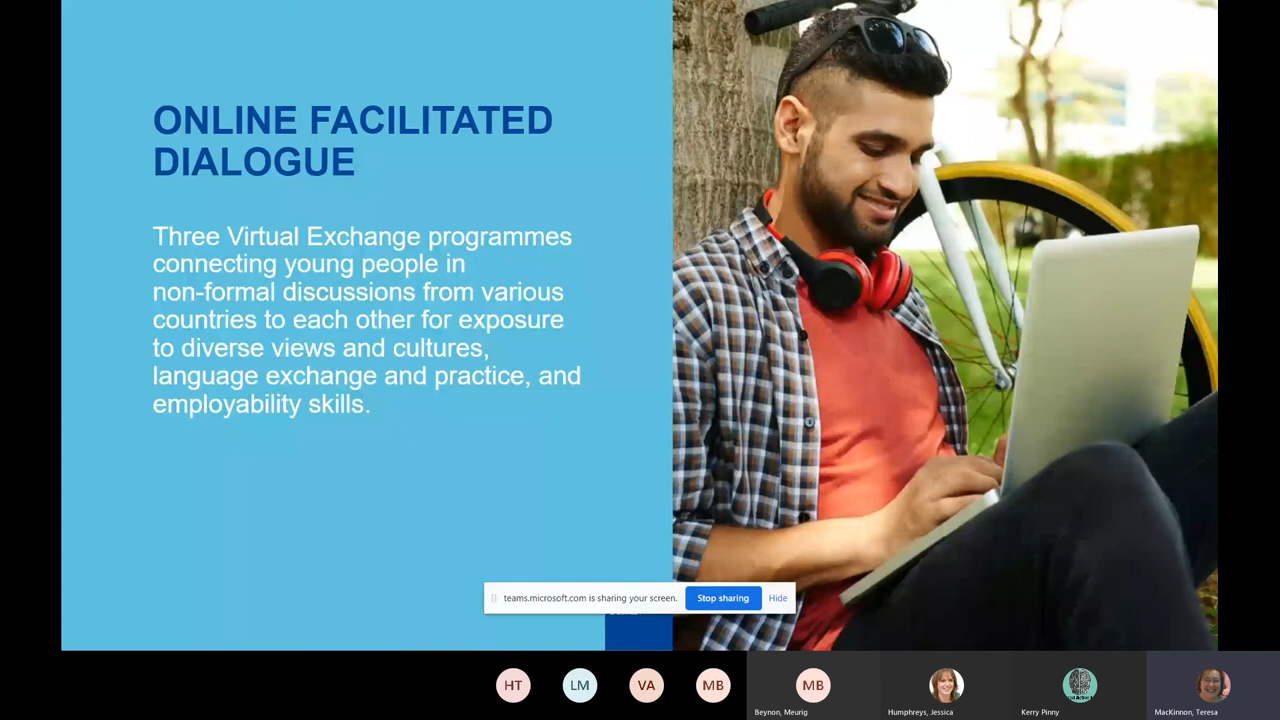 ONLINE FACILITATED
DIALOGUE
Three Virtual Exchange programmes
connecting young people in
non-formal discussions from various
countries to each other for exposure
to diverse views and cultures,
language exchange and practice, and
employability skills.
teams.microsoft.com is sharing your screen.
Stop sharing
Hide
HT
LM
VA
MB
MB
Beynon, Meurig
Humphreys, Jessica
Kerry Pinny
MacKinnon, Teresa